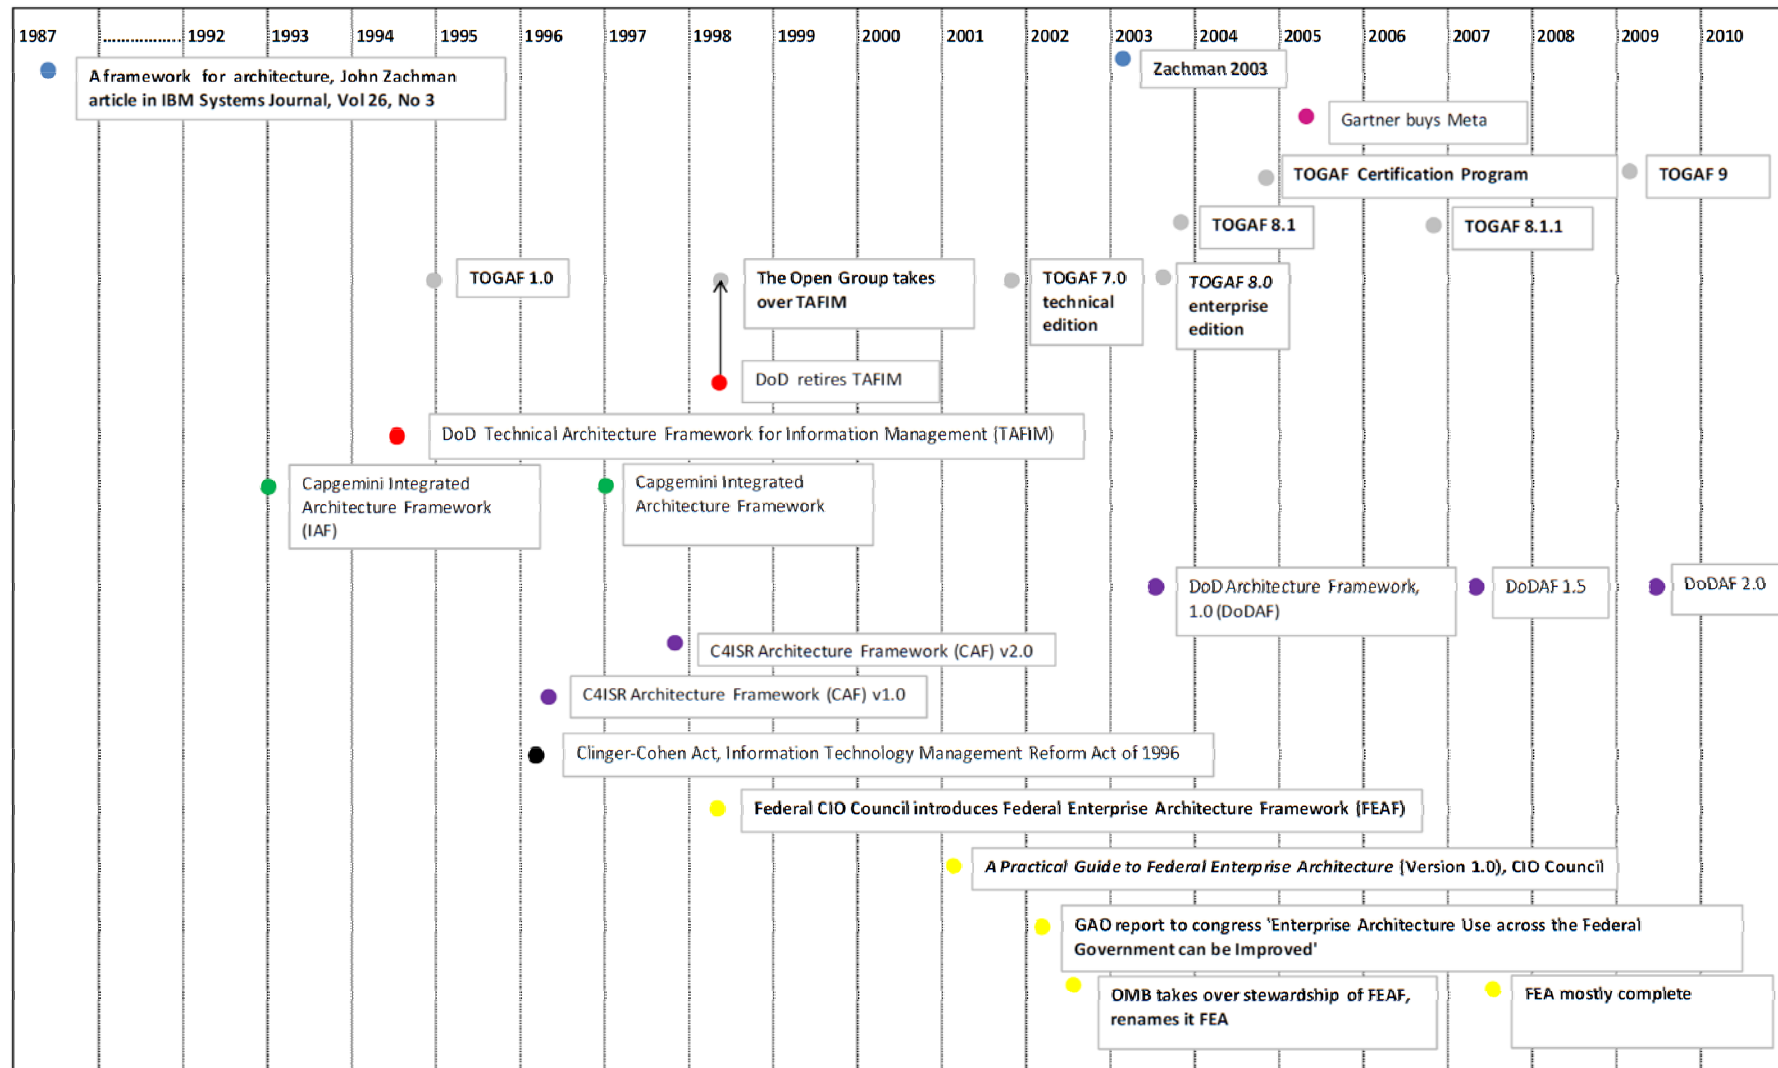 1987 ................ 1992 1993 1994 1995 1996 1997 1998 1999 2000 2001 2002 2003 2004 2005 2006 2007 2008 2009 2010
A framework for architecture, John Zachman
article in IBM Systems Journal, Vol 26, No 3
Zachman 2003
Gartner buys Meta
TOGAF Certification Program
TOGAF 9
TOGAF 8.1
TOGAF 8.1.1
TOGAF 1.0
The Open Group takes
over TAFIM
TOGAF 7.0
technical
edition
TOGAF 8.0
enterprise
edition
DoD retires TAFIM
DoD Technical Architecture Framework for Information Management (TAFIM)
Capgemini Integrated
Architecture Framework
(IAF)
Capgemini Integrated
Architecture Framework
DoD Architecture Framework,
1.0 (DoDAF)
DoDAF 1.5
DoDAF 2.0
C4ISR Architecture Framework (CAF) v2.0
C4ISR Architecture Framework (CAF) v1.0
Clinger-Cohen Act, Information Technology Management Reform Act of 1996
Federal CIO Council introduces Federal Enterprise Architecture Framework (FEAF)
A Practical Guide to Federal Enterprise Architecture (Version 1.0), CIO Council
GAO report to congress 'Enterprise Architecture Use across the Federal
Government can be Improved'
OMB takes over stewardship of FEAF,
renames it FEA
FEA mostly complete